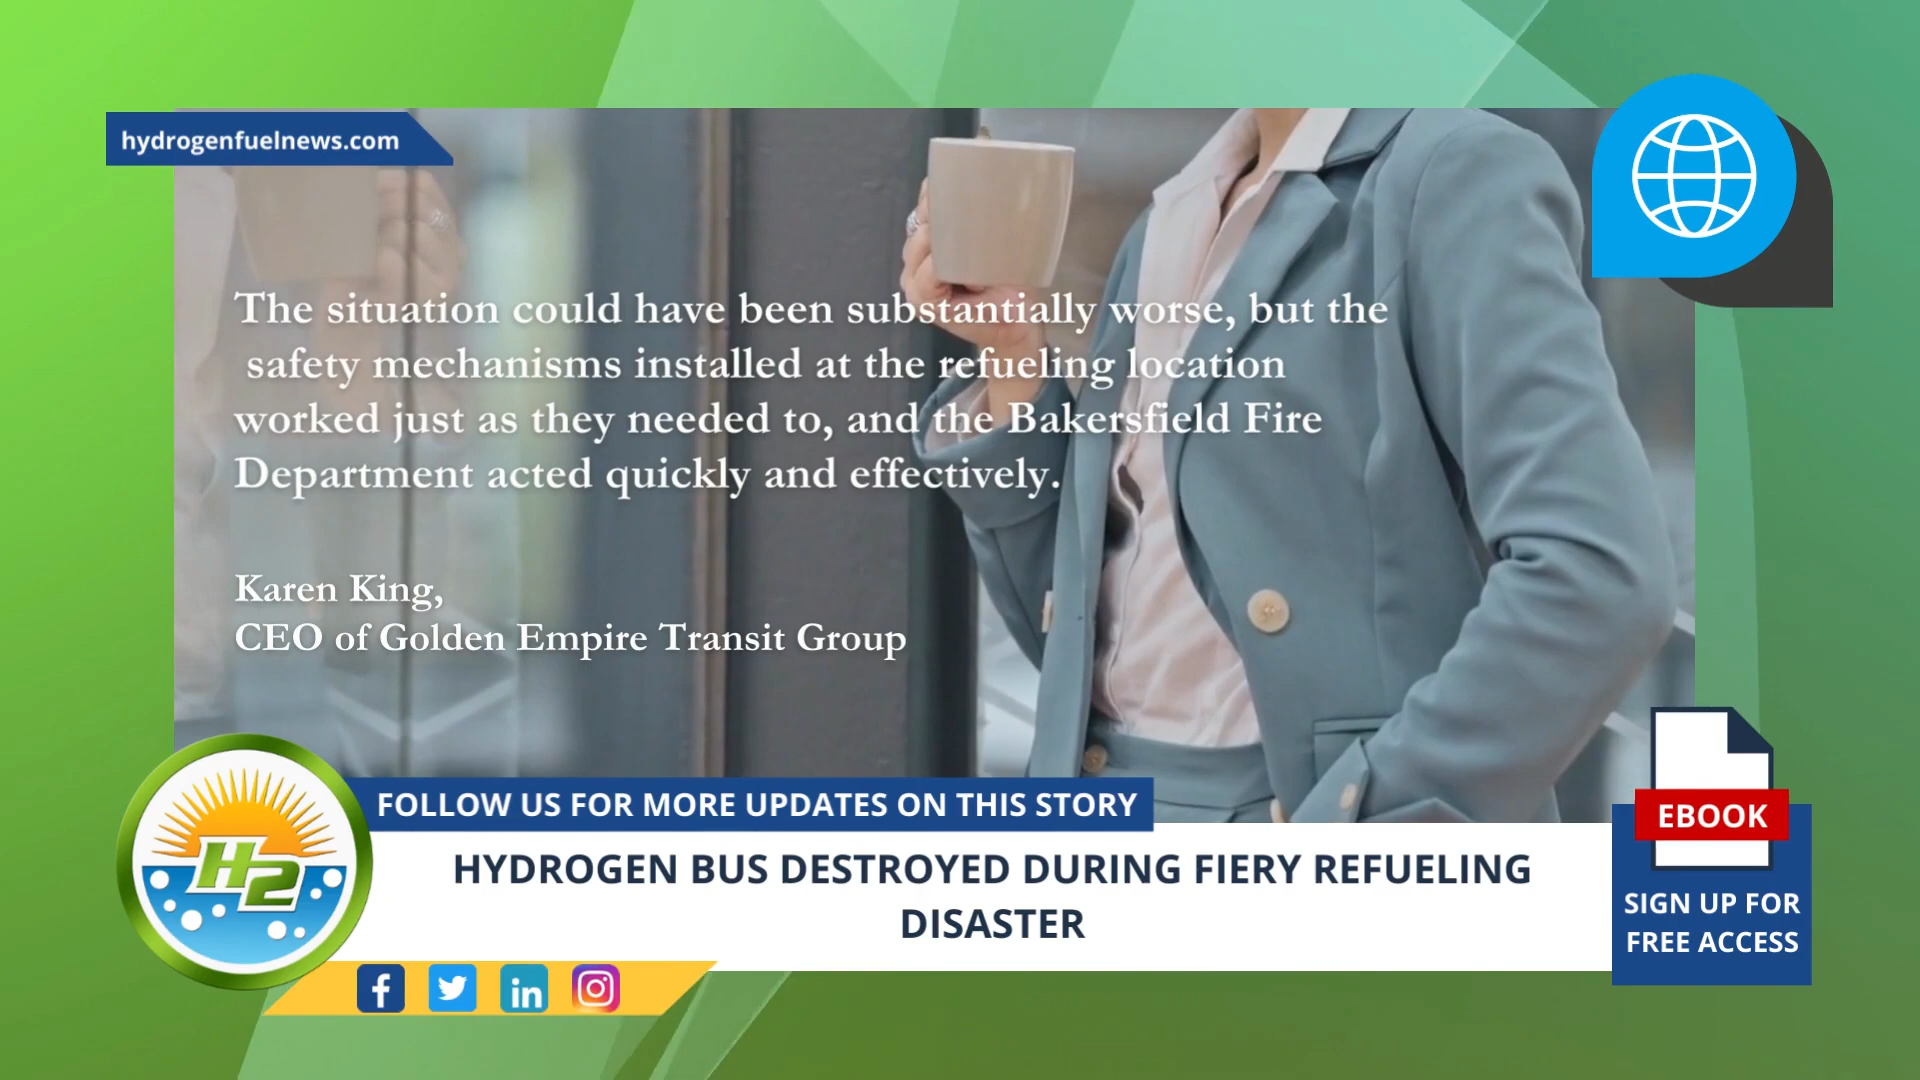 hydrogenfuelnews.com
The situation could have been substantially worse, but the
safety mechanisms installed at the refueling location
worked just as they needed to, and the Bakersfield Fire
Department acted quickly and effectively.
Karen King,
CEO of Golden Empire Transit Group
FOLLOW US FOR MORE UPDATES ON THIS STORY
HYDROGEN BUS DESTROYED DURING FIERY REFUELING
DISASTER
H2
EBOOK
SIGN UP FOR
FREE ACCESS